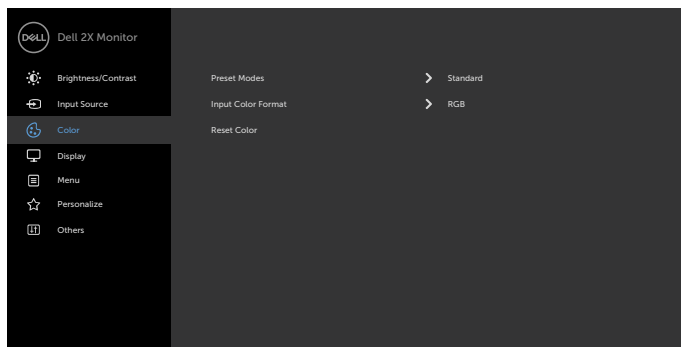 DELL Dell 2X Monitor
Brightness/Contrast
Preset Modes Standard
Input Source
Input Color Format RGB
Color
Reset Color
Display
Menu
Personalize
Others